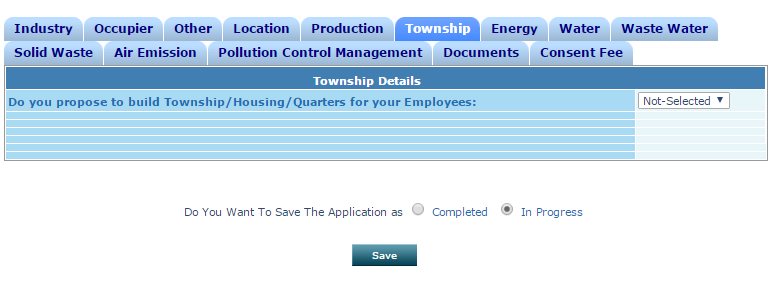 Industry Occupier Other Location Production Township Energy Water Waste Water
Solid Waste Air Emission Pollution Control Management Documents Consent Fee
Township Details
Do you propose to build Township/Housing/Quarters for your Employees: Not-Selected
Do You Want To Save The Application as Completed In Progress
Save